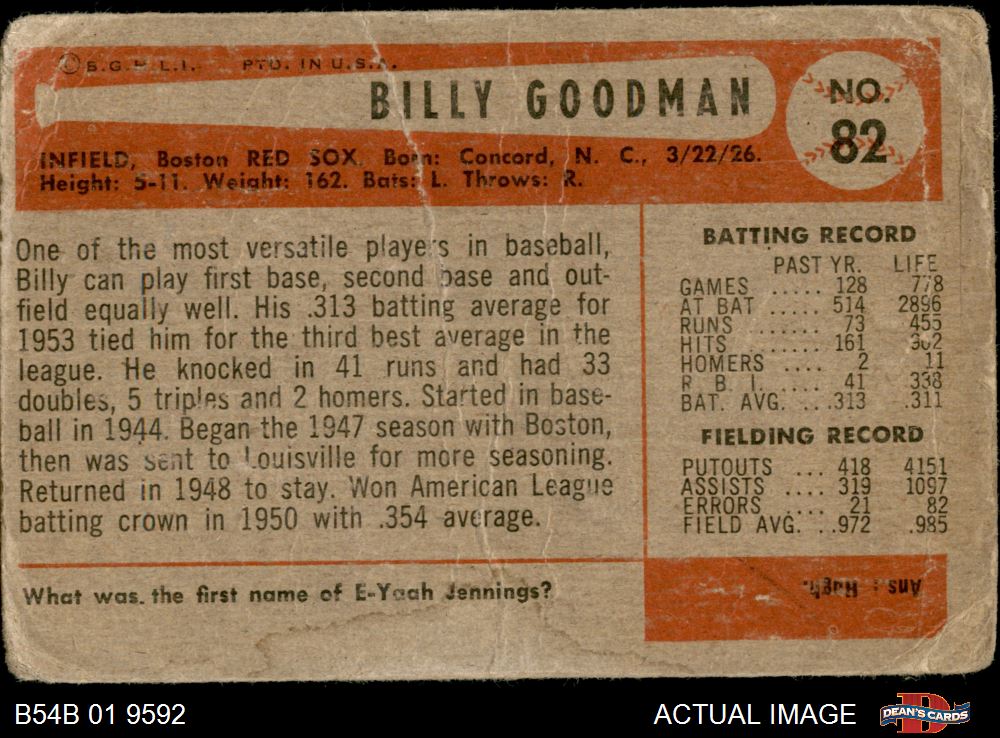 © B.G.H.L.I. PTD. IN U.S.A.
BILLY GOODMAN
NO.
82
INFIELD, Boston RED SOX. Born: Concord, N. C., 3/22/26.
Height: 5-11. Weight: 162. Bats: L. Throws: R.
One of the most versatile players in baseball,
Billy can play first base, second base and out-
field equally well. His .313 batting average for
1953 tied him for the third best average in the
league. He knocked in 41 runs and had 33
doubles, 5 triples and 2 homers. Started in base-
ball in 1944. Began the 1947 season with Boston,
then was sent to Louisville for more seasoning.
Returned in 1948 to stay. Won American League
batting crown in 1950 with .354 average.
BATTING RECORD
PAST YR. LIFE
GAMES ..... 128 778
AT BAT ..... 514 2896
RUNS ....... 73 455
HITS ....... 161
HOMERS .... 2 11
R. B. I. .... 41 338
BAT. AVG. ...313 .311
FIELDING RECORD
PUTOUTS ... 418 4151
ASSISTS .... 319 1097
ERRORS .... 21 82
FIELD AVG. ..972 .985
What was the first name of E-Yaah Jennings?
Ans.: Hugh.
B54B 01 9592
ACTUAL IMAGE
DEAN'S CARDS